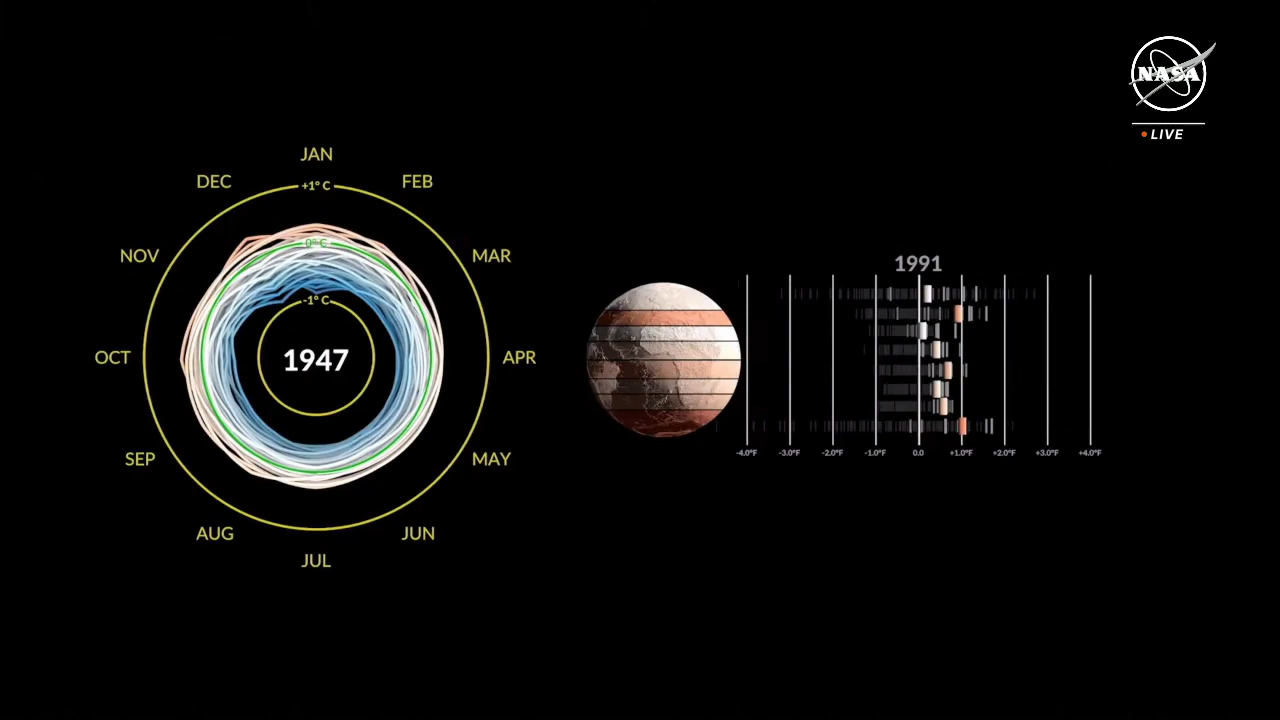 NASA
LIVE
JAN
DEC
FEB
+1° C
NOV
MAR
0° C
1991
-1° C
OCT
1947
APR
SEP
MAY
-4.0°F -3.0°F -2.0°F -1.0°F 0.0 +1.0°F +2.0°F +3.0°F +4.0°F
AUG
JUN
JUL